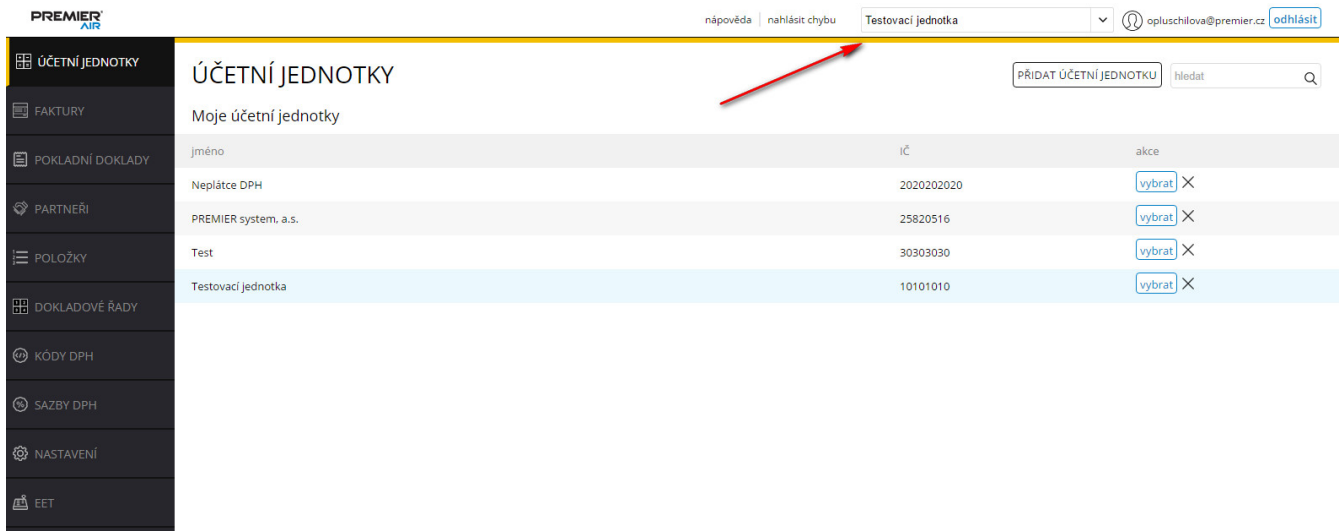 PREMIER
AIR
nápověda nahlásit chybu Testovací jednotka opluschilova@premier.cz odhlásit
ÚČETNÍ JEDNOTKY
FAKTURY
POKLADNÍ DOKLADY
PARTNEŘI
POLOŽKY
DOKLADOVÉ ŘADY
KÓDY DPH
SAZBY DPH
NASTAVENÍ
EET
ÚČETNÍ JEDNOTKY PŘIDAT ÚČETNÍ JEDNOTKU hledat
Moje účetní jednotky
jméno IČ akce
Neplátce DPH 2020202020 vybrat
PREMIER system, a.s. 25820516 vybrat
Test 30303030 vybrat
Testovací jednotka 10101010 vybrat